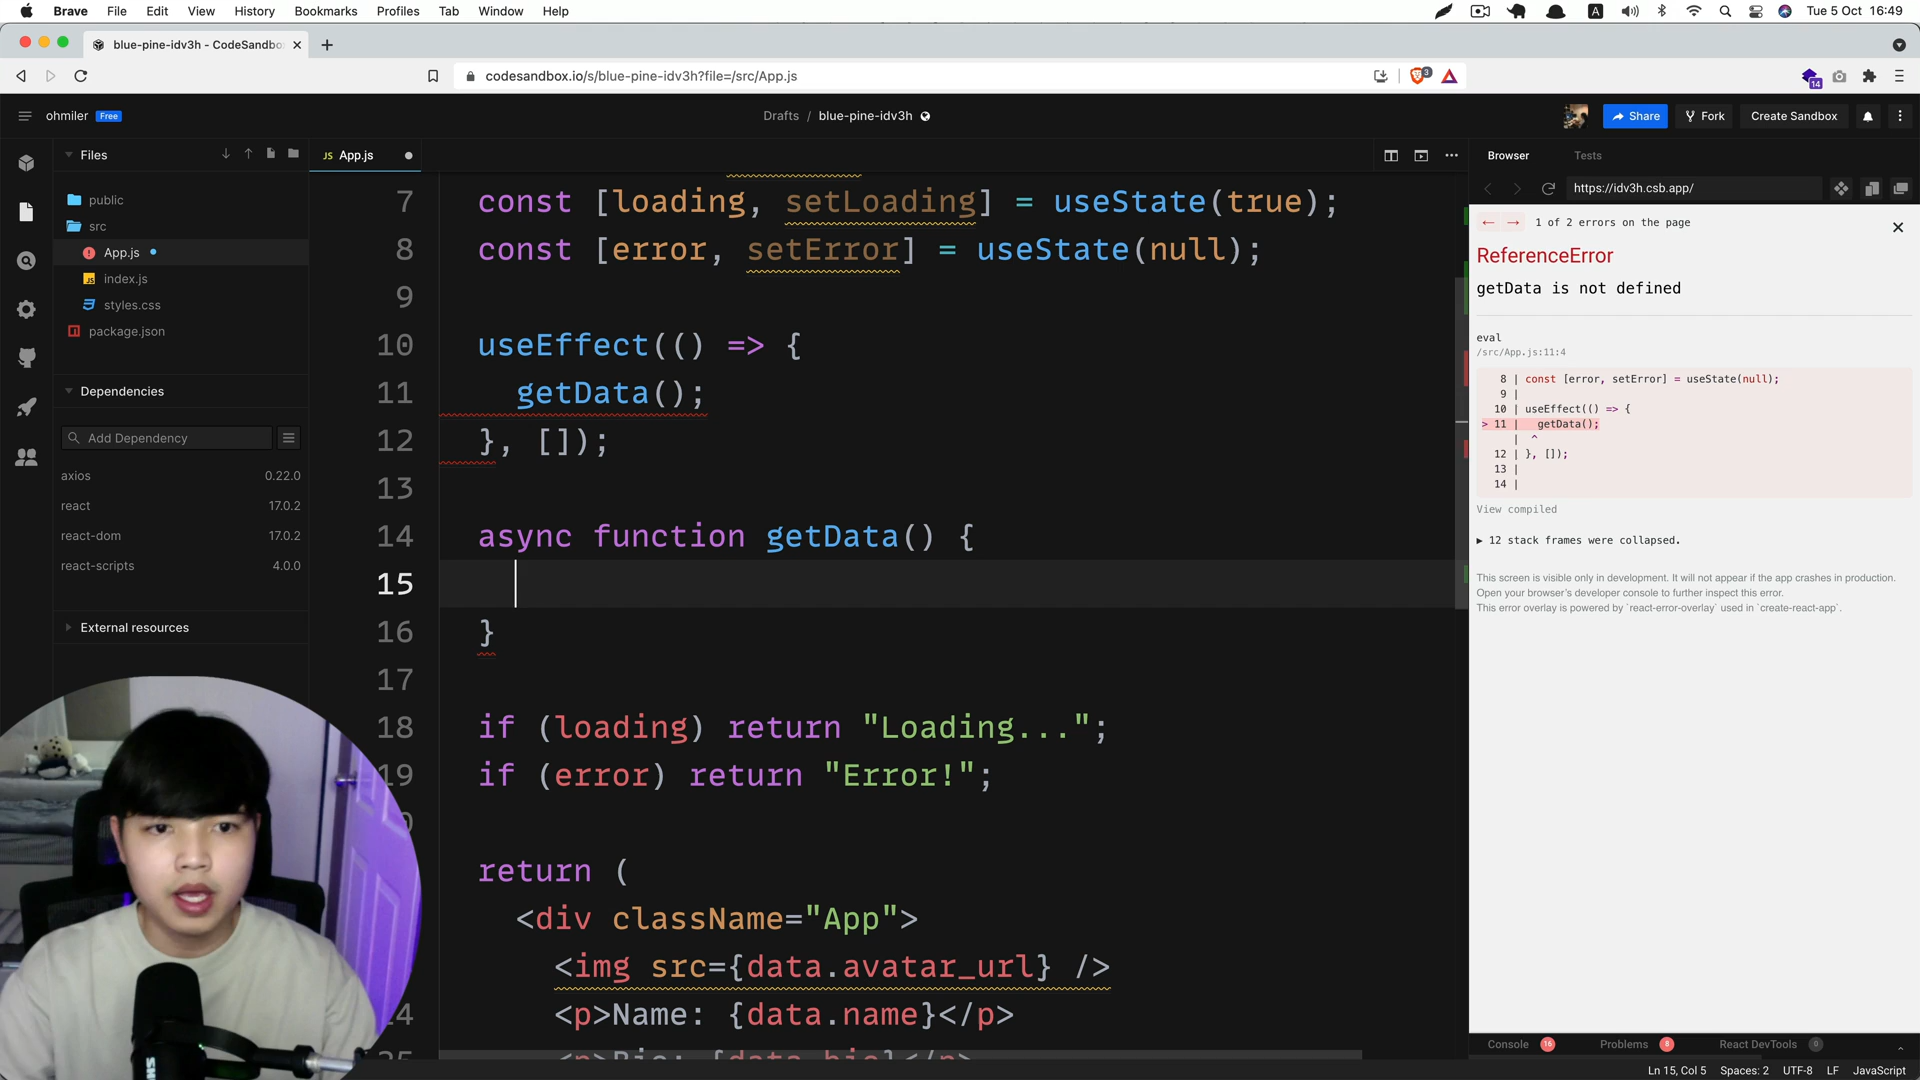 Brave File Edit View History Bookmarks Profiles Tab Window Help
A
Tue 5 Oct 16:49
blue-pine-idv3h - CodeSandbo
codesandbox.io/s/blue-pine-idv3h?file=/src/App.js
3
14
ohmiler Free
Drafts / blue-pine-idv3h
Share Fork Create Sandbox
Files
public
src
App.js
index.js
styles.css
package.json
Dependencies
Add Dependency
axios 0.22.0
react 17.0.2
react-dom 17.0.2
react-scripts 4.0.0
External resources
JS App.js
7 const [loading, setLoading] = useState(true);
8 const [error, setError] = useState(null);
9
10 useEffect(() => {
11 getData();
12 }, []);
13
14 async function getData() {
15
16 }
17
18 if (loading) return "Loading...";
19 if (error) return "Error!";
return (
<div className="App">
<img src={data.avatar_url} />
<p>Name: {data.name}</p>
<p>Bio: {data.bio}</p>
Browser Tests
https://idv3h.csb.app/
← → 1 of 2 errors on the page
ReferenceError
getData is not defined
eval
/src/App.js:11:4
8 | const [error, setError] = useState(null);
9 |
10 | useEffect(() => {
> 11 | getData();
| ^
12 | }, []);
13 |
14 |
View compiled
▶ 12 stack frames were collapsed.
This screen is visible only in development. It will not appear if the app crashes in production.
Open your browser's developer console to further inspect this error.
This error overlay is powered by `react-error-overlay` used in `create-react-app`.
Console 16 Problems 8 React DevTools 0
Ln 15, Col 5 Spaces: 2 UTF-8 LF JavaScript